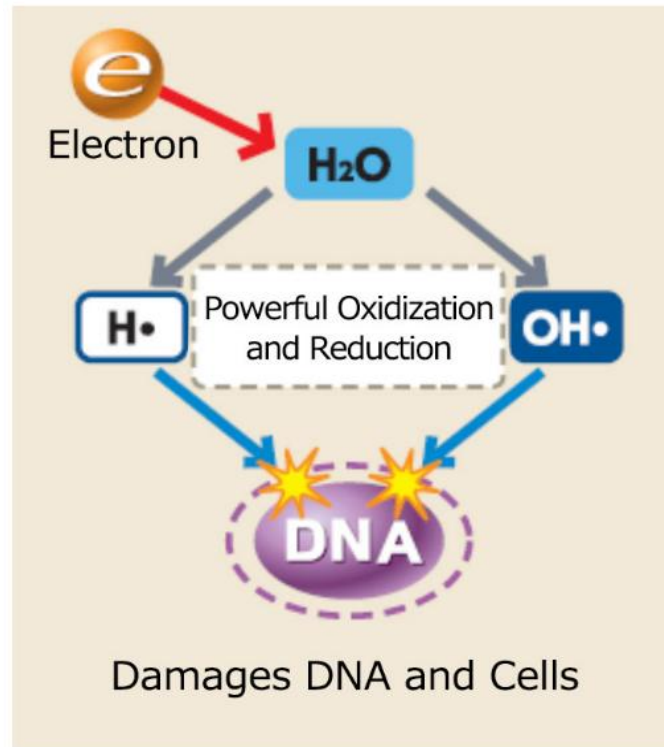 e
Electron
H₂O
H•
Powerful Oxidization
and Reduction
OH•
DNA
Damages DNA and Cells